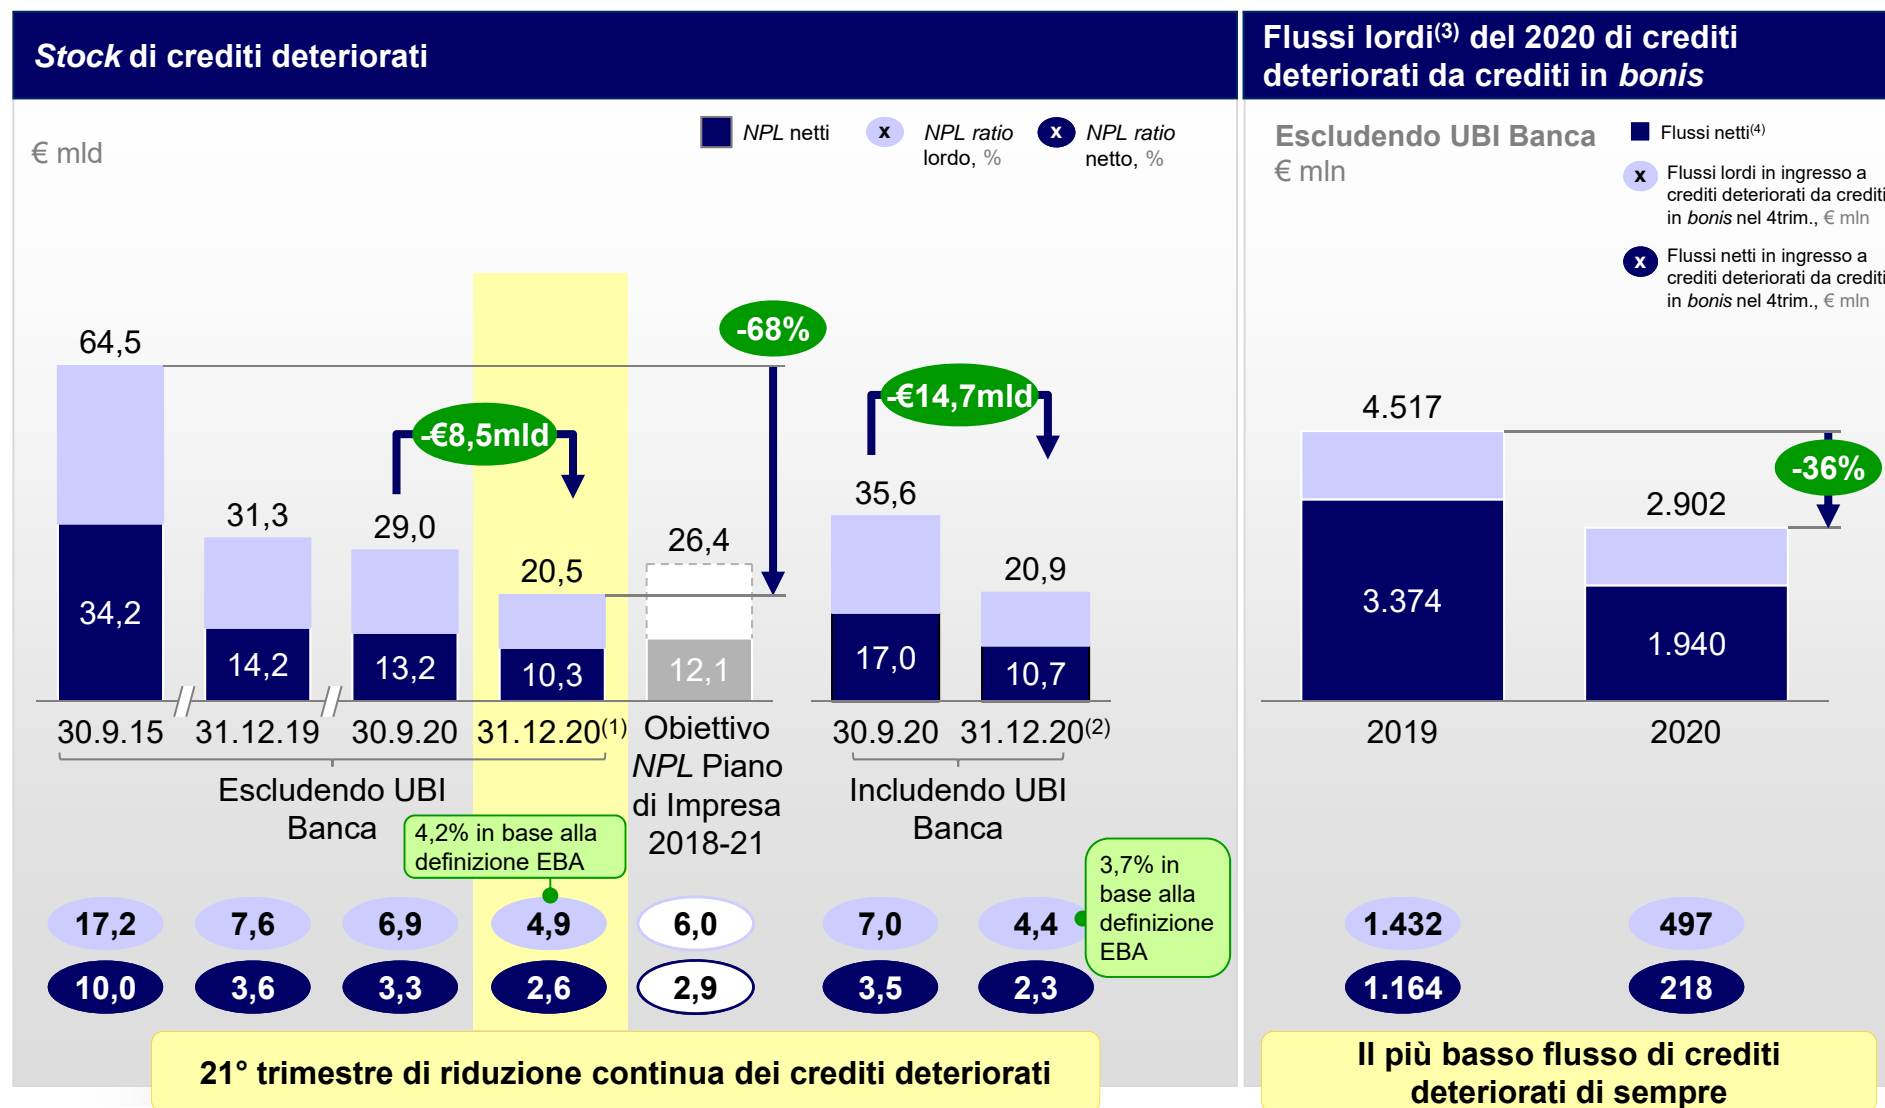 Stock di crediti deteriorati
€ mld
NPL netti
x
NPL ratio
lordo, %
x
NPL ratio
netto, %
64,5
31,3
29,0
20,5
26,4
35,6
20,9
-€8,5mld
-68%
-€14,7mld
34,2
14,2
13,2
10,3
12,1
17,0
10,7
30.9.15
31.12.19
30.9.20
31.12.20(1)
Obiettivo
NPL Piano
di Impresa
2018-21
30.9.20
31.12.20(2)
Escludendo UBI
Banca
Includendo UBI
Banca
4,2% in base alla
definizione EBA
3,7% in
base alla
definizione
EBA
17,2
7,6
6,9
4,9
6,0
7,0
4,4
10,0
3,6
3,3
2,6
2,9
3,5
2,3
21° trimestre di riduzione continua dei crediti deteriorati
Flussi lordi(3) del 2020 di crediti
deteriorati da crediti in bonis
Escludendo UBI Banca
€ mln
Flussi netti(4)
x
Flussi lordi in ingresso a
crediti deteriorati da crediti
in bonis nel 4trim., € mln
x
Flussi netti in ingresso a
crediti deteriorati da crediti
in bonis nel 4trim., € mln
4.517
2.902
-36%
3.374
1.940
2019
2020
1.432
497
1.164
218
Il più basso flusso di crediti
deteriorati di sempre